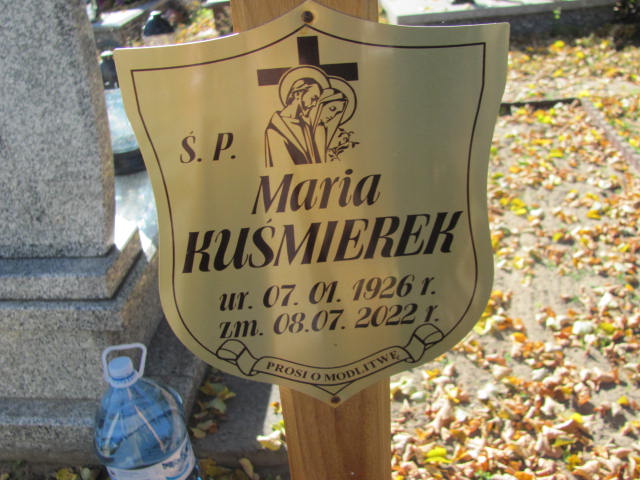 Ś. P.
Maria
KUŚMIEREK
ur. 07. 01. 1926 r.
zm. 08.07. 2022 r.
PROSI O MODLITWĘ